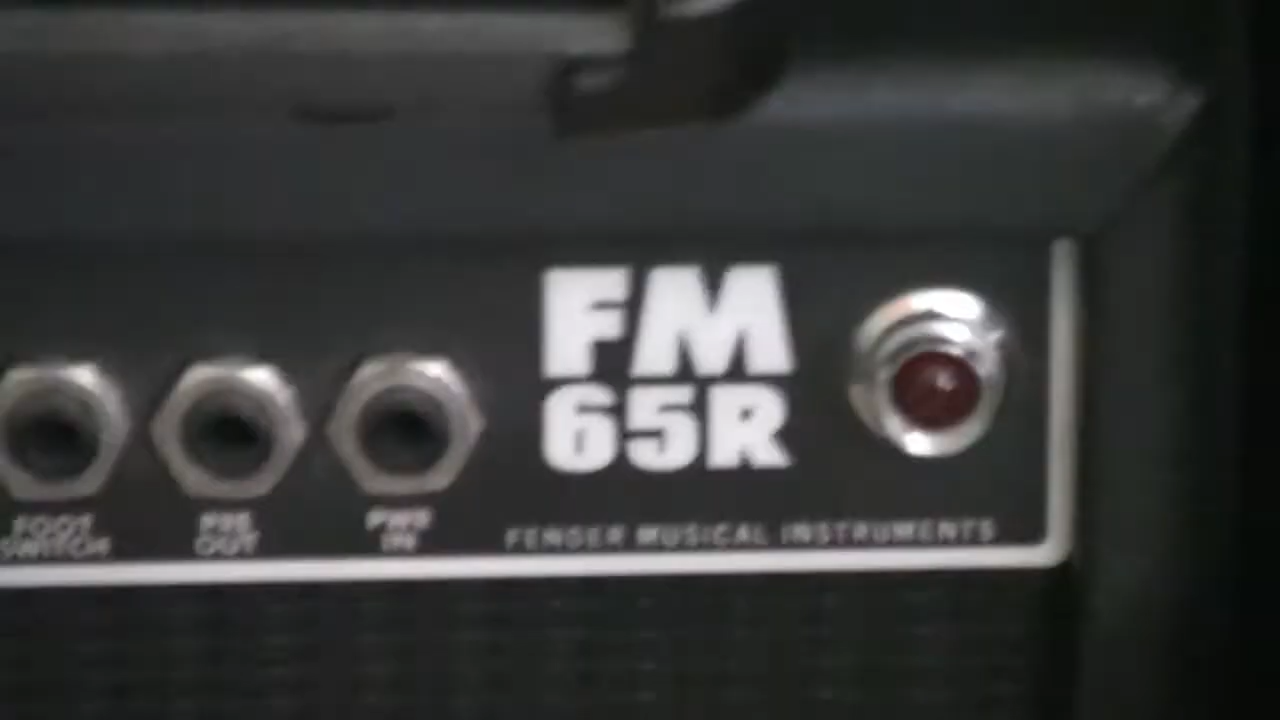 FM
65R
FOOT
SWITCH
PRE
OUT
PWR
IN
FENDER MUSICAL INSTRUMENTS